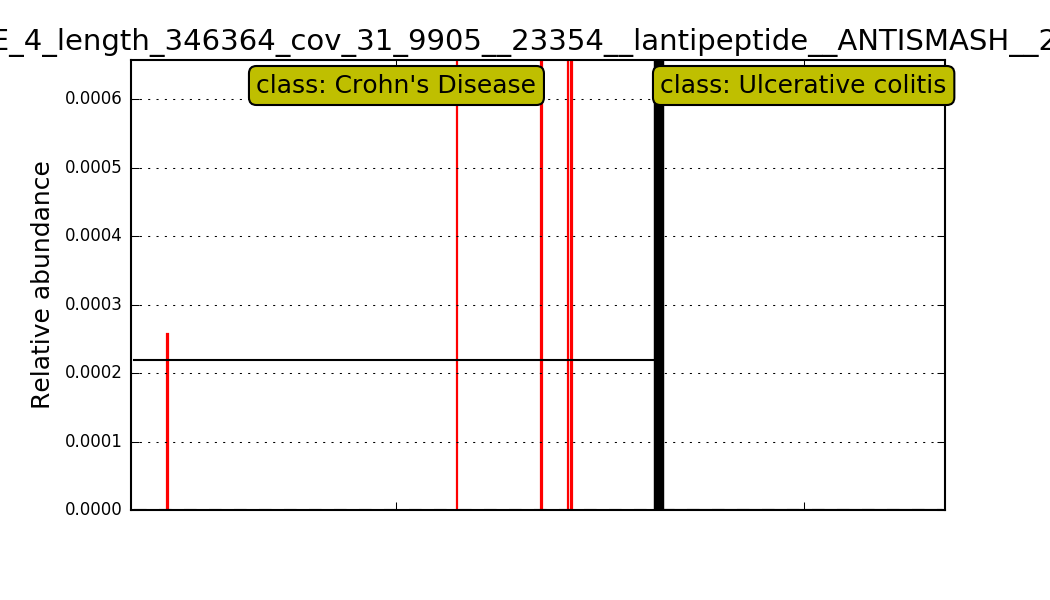 E_4_length_346364_cov_31_9905__23354__lantipeptide__ANTISMASH__2
class: Crohn's Disease
class: Ulcerative colitis
Relative abundance
0.0006
0.0005
0.0004
0.0003
0.0002
0.0001
0.0000